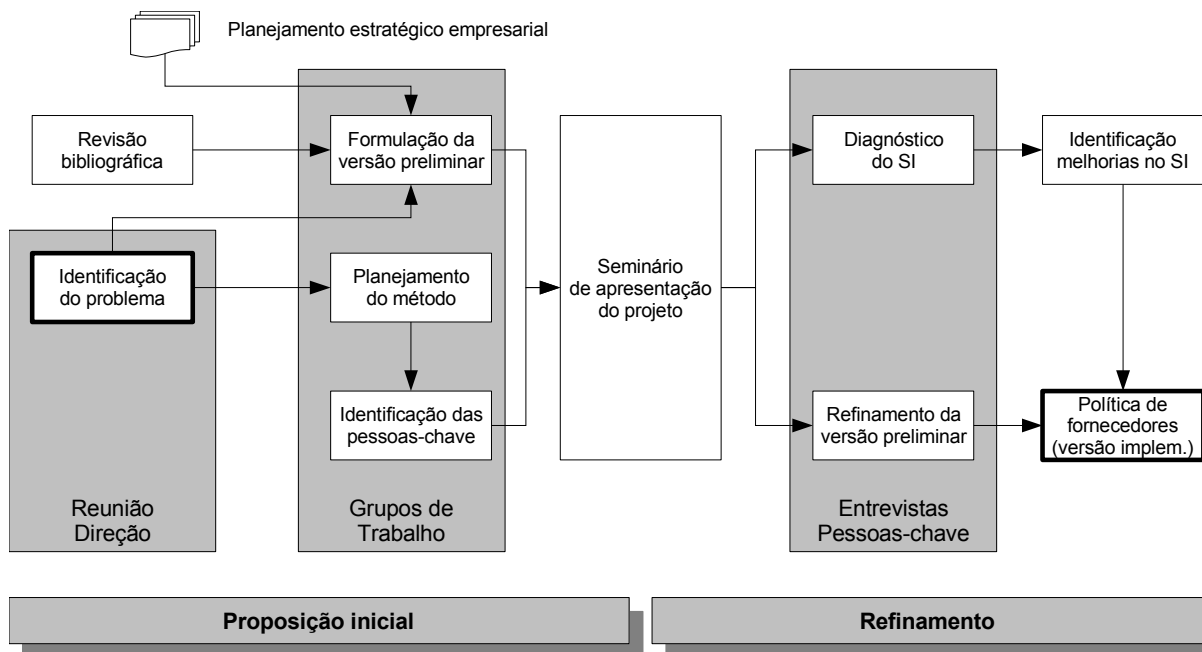 Planejamento estratégico empresarial
Revisão
bibliográfica
Formulação da
versão preliminar
Diagnóstico
do SI
Identificação
melhorias no SI
Identificação
do problema
Planejamento
do método
Seminário
de apresentação
do projeto
Identificação das
pessoas-chave
Refinamento da
versão preliminar
Política de
fornecedores
(versão implem.)
Reunião
Direção
Grupos de
Trabalho
Entrevistas
Pessoas-chave
Proposição inicial
Refinamento